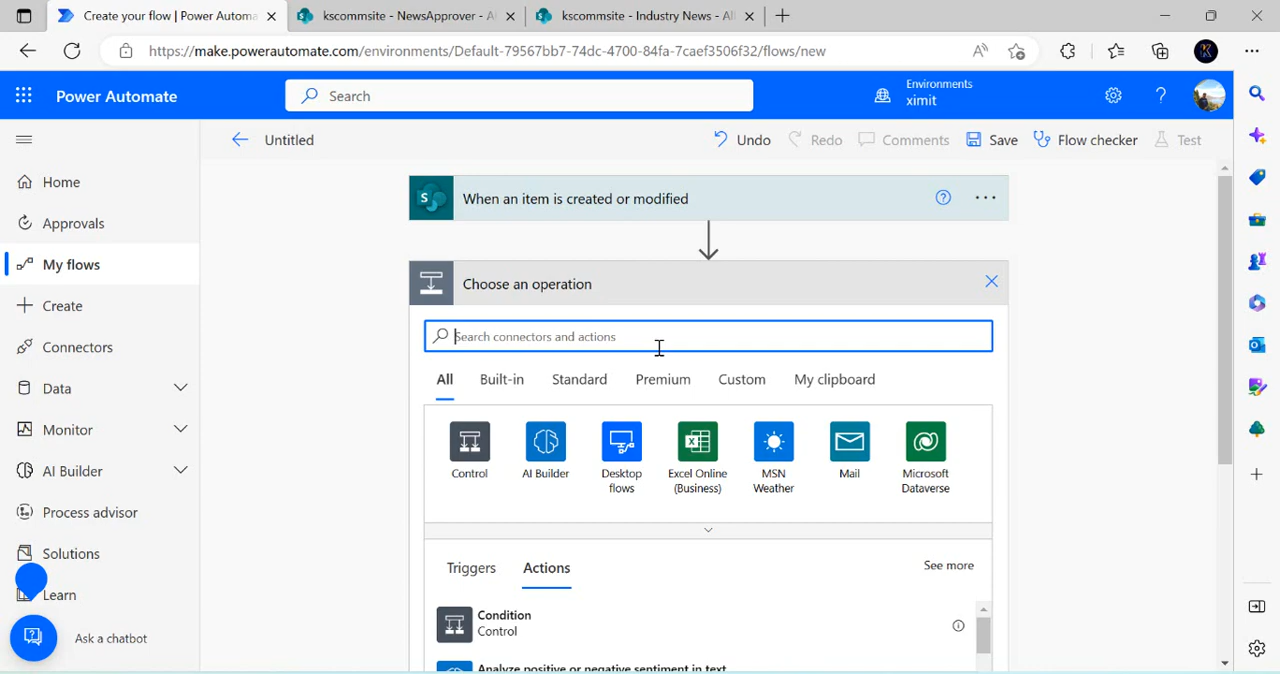 Create your flow | Power Automa
kscommsite - NewsApprover - A
kscommsite - Industry News - All
https://make.powerautomate.com/environments/Default-79567bb7-74dc-4700-84fa-7caef3506f32/flows/new
Power Automate
Search
Environments
ximit
Untitled
Undo
Redo
Comments
Save
Flow checker
Test
Home
Approvals
My flows
Create
Connectors
Data
Monitor
AI Builder
Process advisor
Solutions
Learn
Ask a chatbot
When an item is created or modified
Choose an operation
Search connectors and actions
All
Built-in
Standard
Premium
Custom
My clipboard
Control
AI Builder
Desktop
flows
Excel Online
(Business)
MSN
Weather
Mail
Microsoft
Dataverse
Triggers
Actions
See more
Condition
Control
Analyze positive or negative sentiment in text